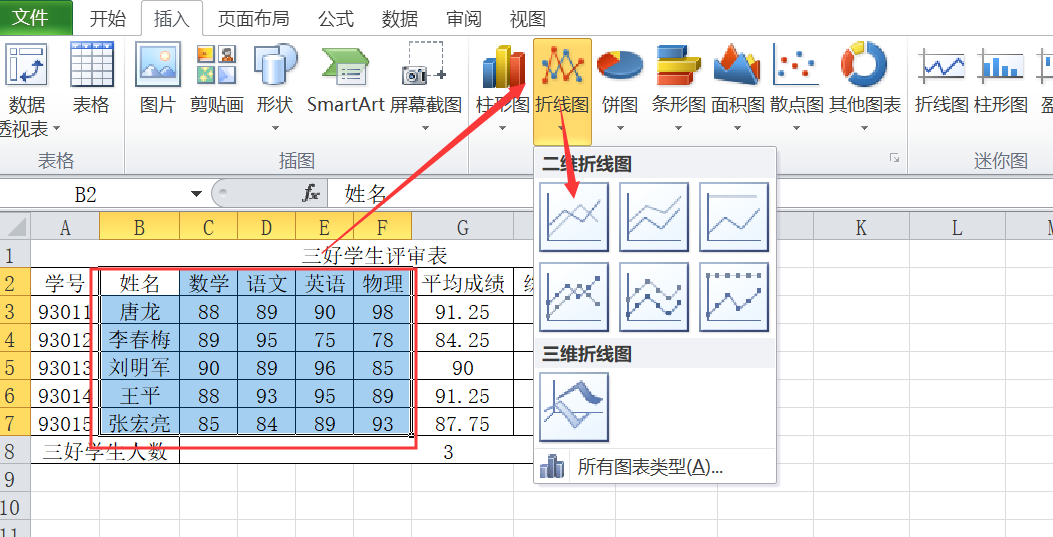 文件 开始 插入 页面布局 公式 数据 审阅 视图
数据透视表 表格 图片 剪贴画 形状 SmartArt 屏幕截图 柱形图 折线图 饼图 条形图 面积图 散点图 其他图表 折线图 柱形图
表格 插图 迷你图
二维折线图
三维折线图
所有图表类型(A)...
B2 fx 姓名
A B C D E F G K L
1 三好学生评审表
2 学号 姓名 数学 语文 英语 物理 平均成绩
3 93011 唐龙 88 89 90 98 91.25
4 93012 李春梅 89 95 75 78 84.25
5 93013 刘明军 90 89 96 85 90
6 93014 王平 88 93 95 89 91.25
7 93015 张宏亮 85 84 89 93 87.75
8 三好学生人数 3
9
10
11